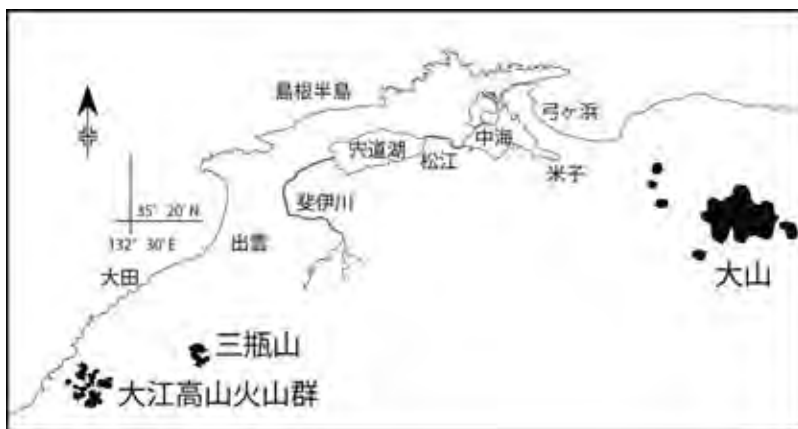 島根半島
弓ヶ浜
中海
宍道湖
松江
米子
斐伊川
35° 20′ N
132° 30′ E
出雲
大田
大山
三瓶山
大江高山火山群